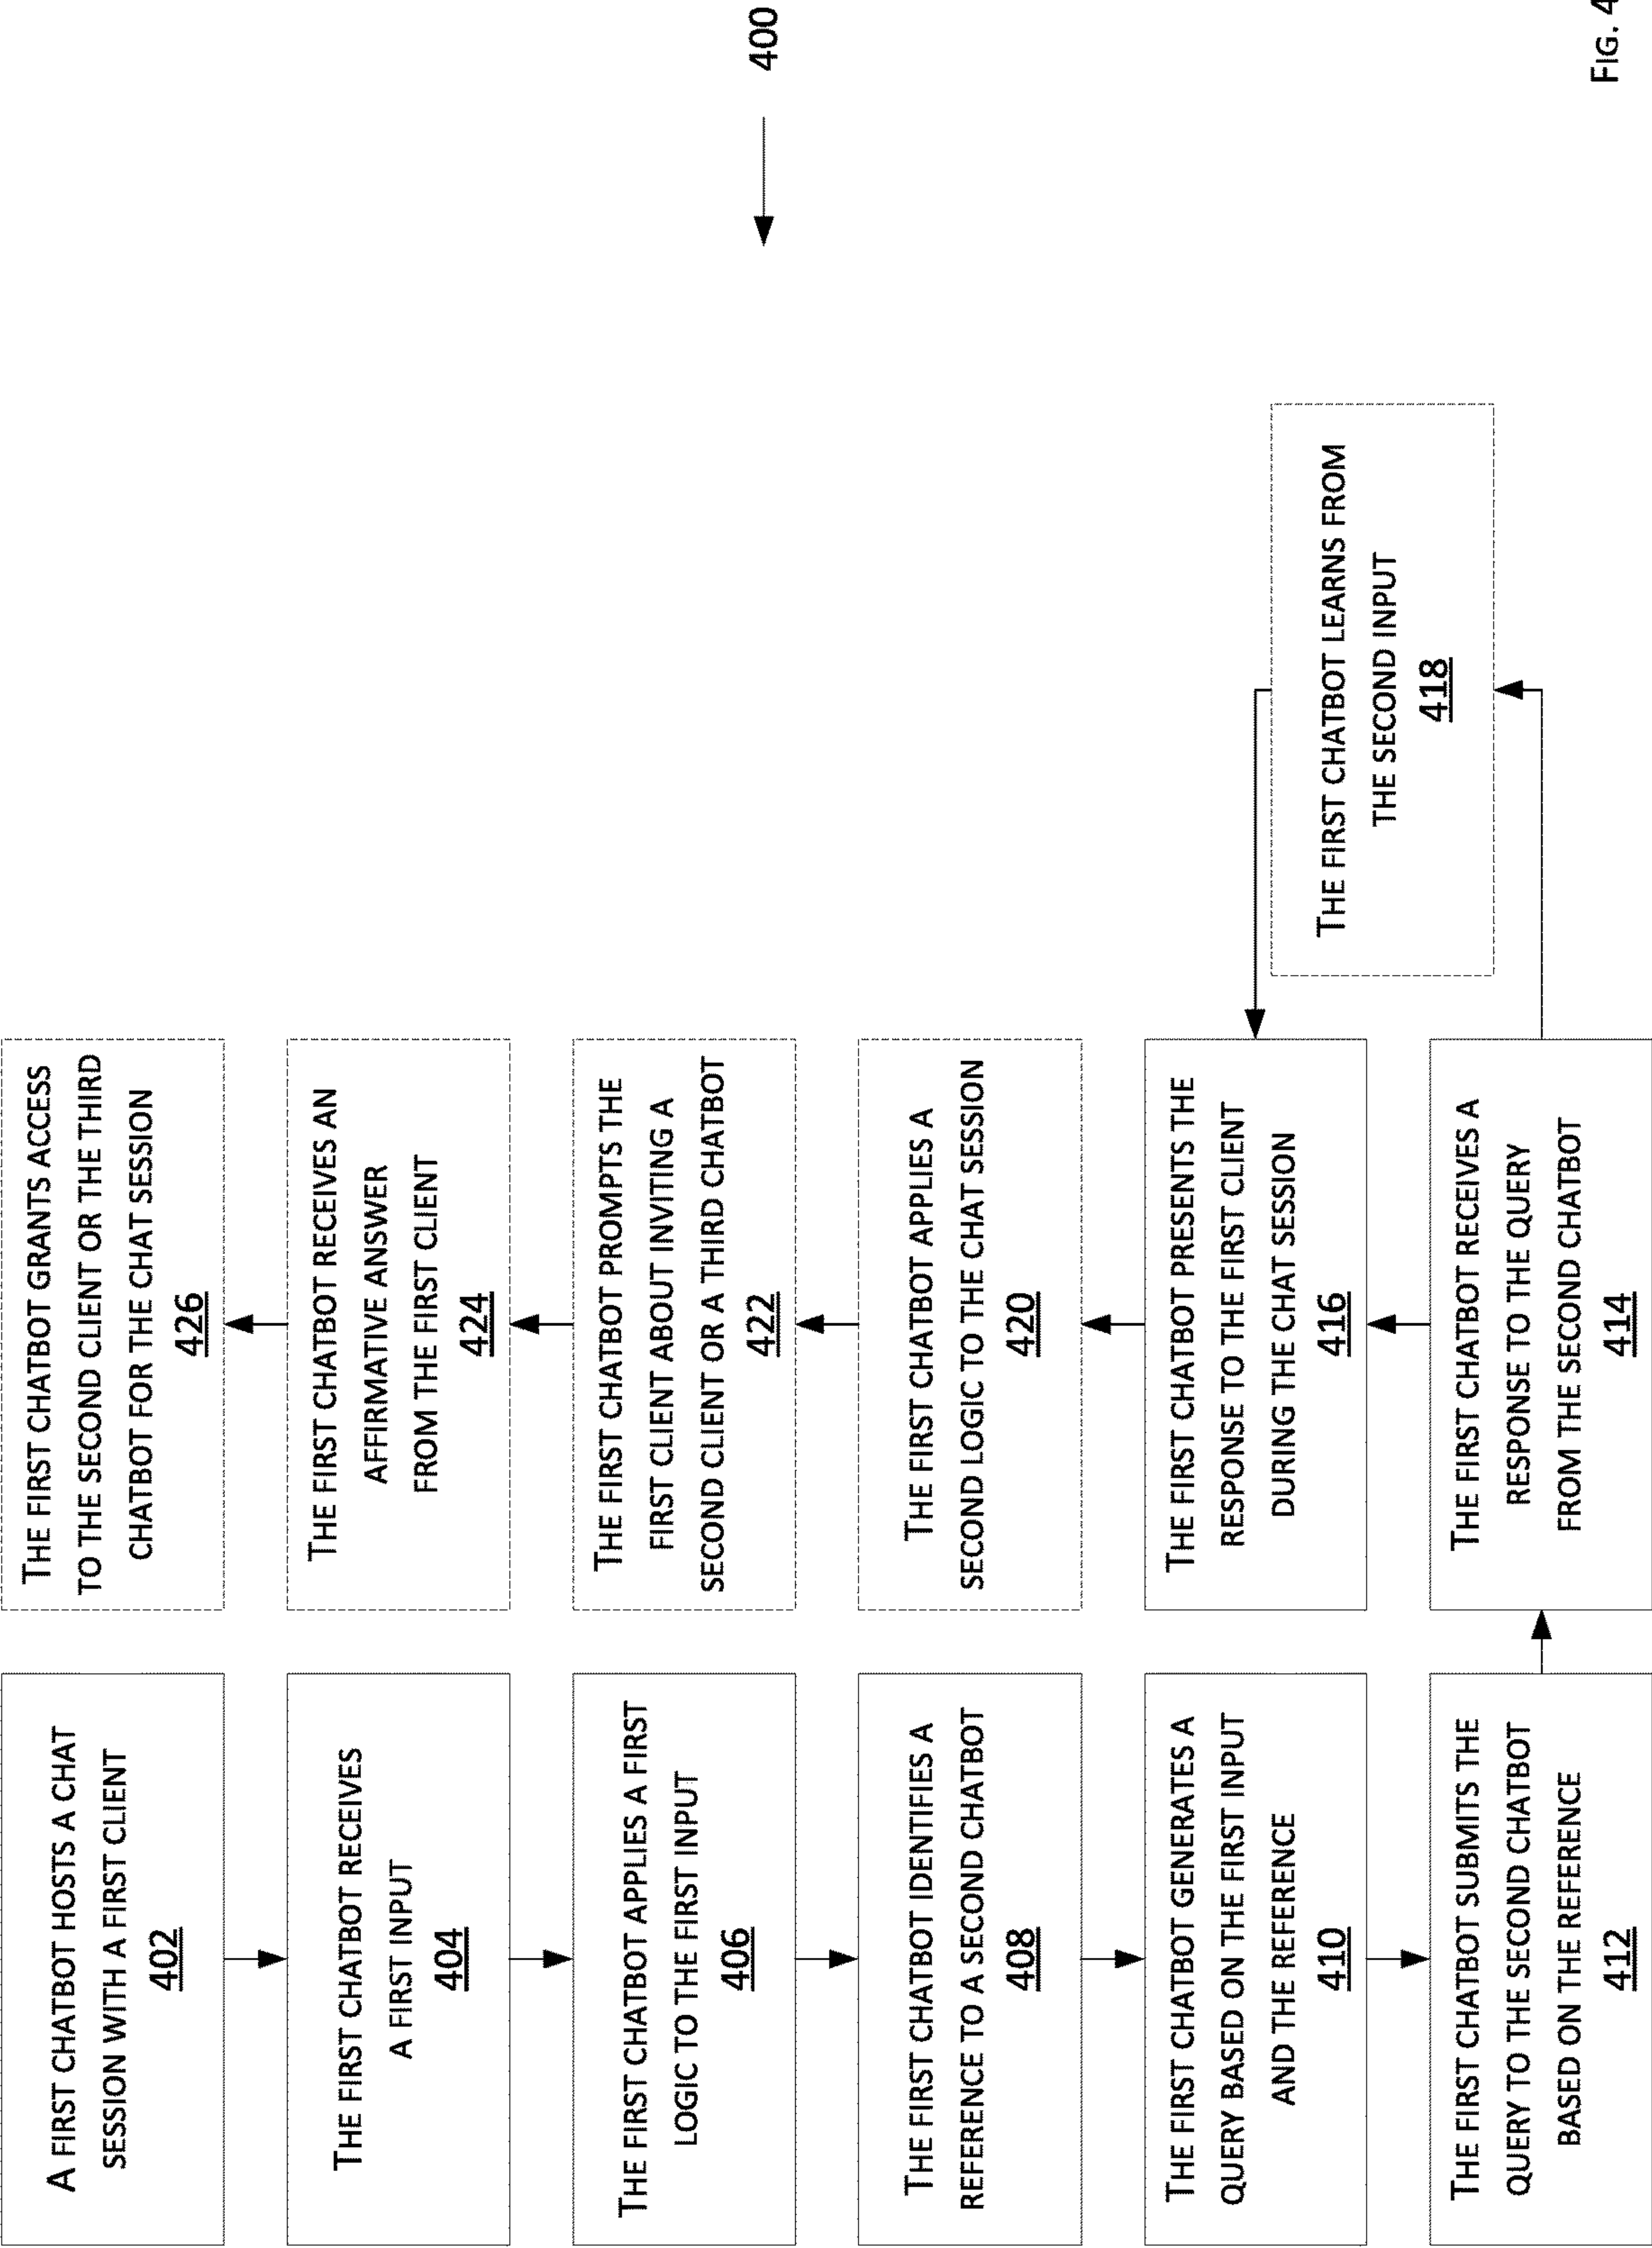 A FIRST CHATBOT HOSTS A CHAT
SESSION WITH A FIRST CLIENT
402
THE FIRST CHATBOT RECEIVES
A FIRST INPUT
404
THE FIRST CHATBOT APPLIES A FIRST
LOGIC TO THE FIRST INPUT
406
THE FIRST CHATBOT IDENTIFIES A
REFERENCE TO A SECOND CHATBOT
408
THE FIRST CHATBOT GENERATES A
QUERY BASED ON THE FIRST INPUT
AND THE REFERENCE
410
THE FIRST CHATBOT SUBMITS THE
QUERY TO THE SECOND CHATBOT
BASED ON THE REFERENCE
412
THE FIRST CHATBOT RECEIVES A
RESPONSE TO THE QUERY
FROM THE SECOND CHATBOT
414
THE FIRST CHATBOT PRESENTS THE
RESPONSE TO THE FIRST CLIENT
DURING THE CHAT SESSION
416
THE FIRST CHATBOT LEARNS FROM
THE SECOND INPUT
418
THE FIRST CHATBOT APPLIES A
SECOND LOGIC TO THE CHAT SESSION
420
THE FIRST CHATBOT PROMPTS THE
FIRST CLIENT ABOUT INVITING A
SECOND CLIENT OR A THIRD CHATBOT
422
THE FIRST CHATBOT RECEIVES AN
AFFIRMATIVE ANSWER
FROM THE FIRST CLIENT
424
THE FIRST CHATBOT GRANTS ACCESS
TO THE SECOND CLIENT OR THE THIRD
CHATBOT FOR THE CHAT SESSION
426
400
FIG. 4